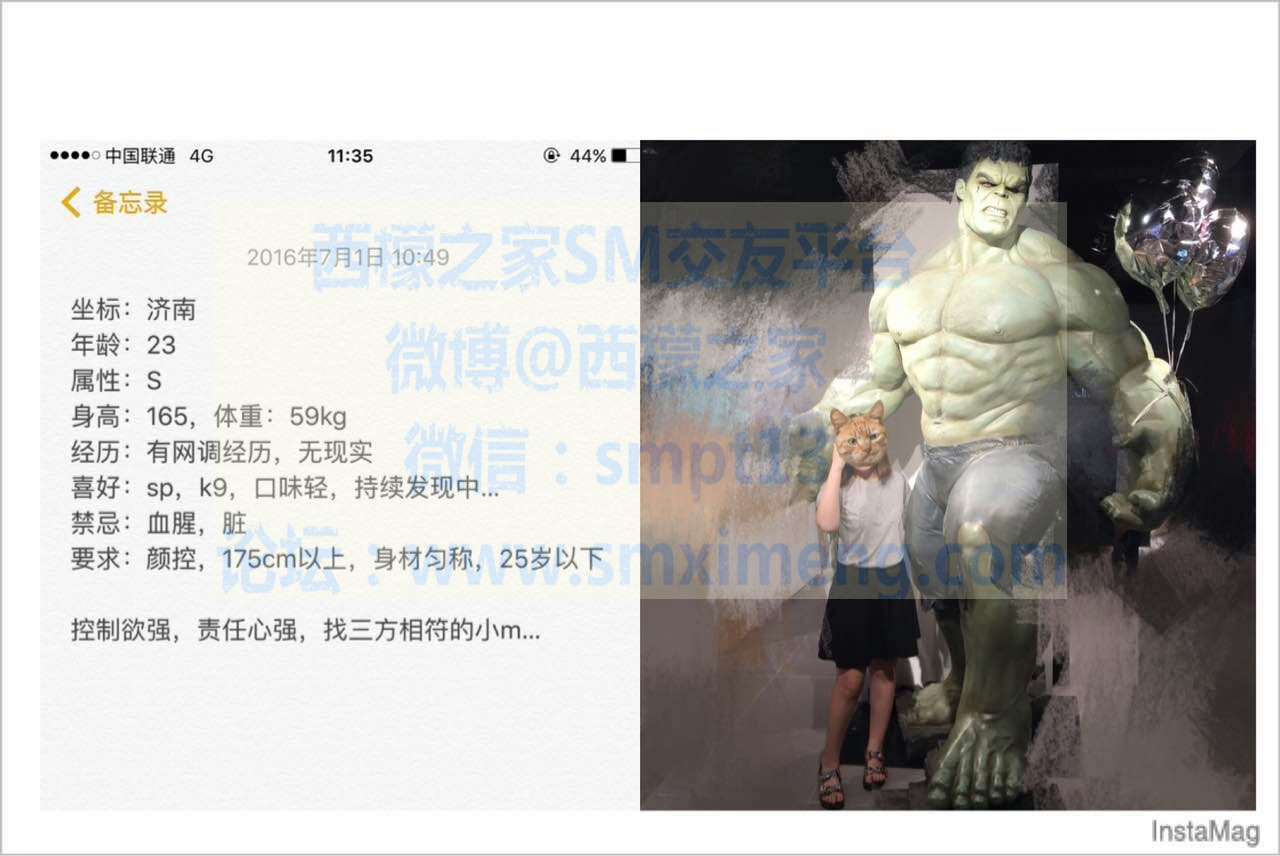 中国联通 4G 11:35 44%
备忘录
2016年7月1日 10:49
西檬之家SM交友平台
坐标：济南
年龄：23
微博@西檬之家
属性：S
身高：165，体重：59kg
经历：有网调经历，无现实
微信：smpt13
喜好：sp，k9，口味轻，持续发现中...
禁忌：血腥，脏
要求：颜控，175cm以上，身材匀称，25岁以下
论坛：www.smximeng.com
控制欲强，责任心强，找三方相符的小m...
InstaMag